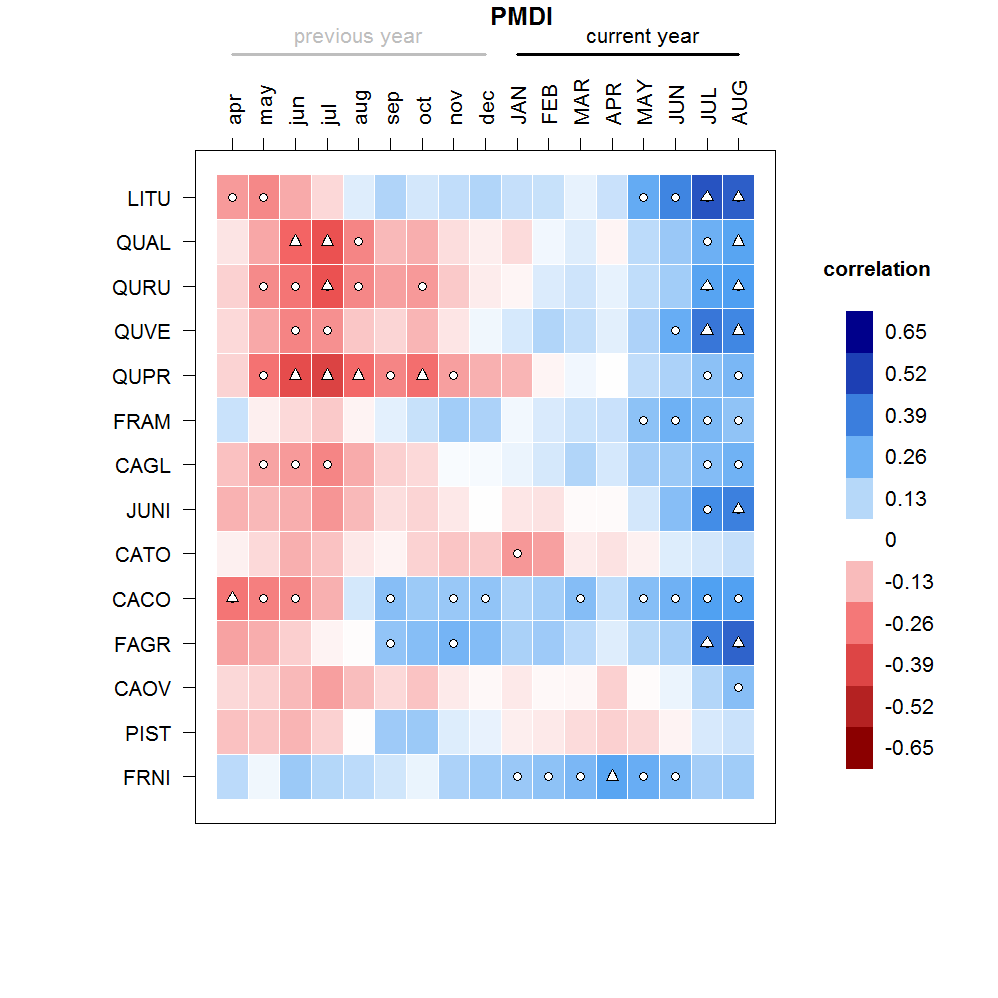 PMDI
previous year current year
apr may jun jul aug sep oct nov dec JAN FEB MAR APR MAY JUN JUL AUG
LITU
QUAL
QURU
QUVE
QUPR
FRAM
CAGL
JUNI
CATO
CACO
FAGR
CAOV
PIST
FRNI
correlation
0.65
0.52
0.39
0.26
0.13
0
-0.13
-0.26
-0.39
-0.52
-0.65